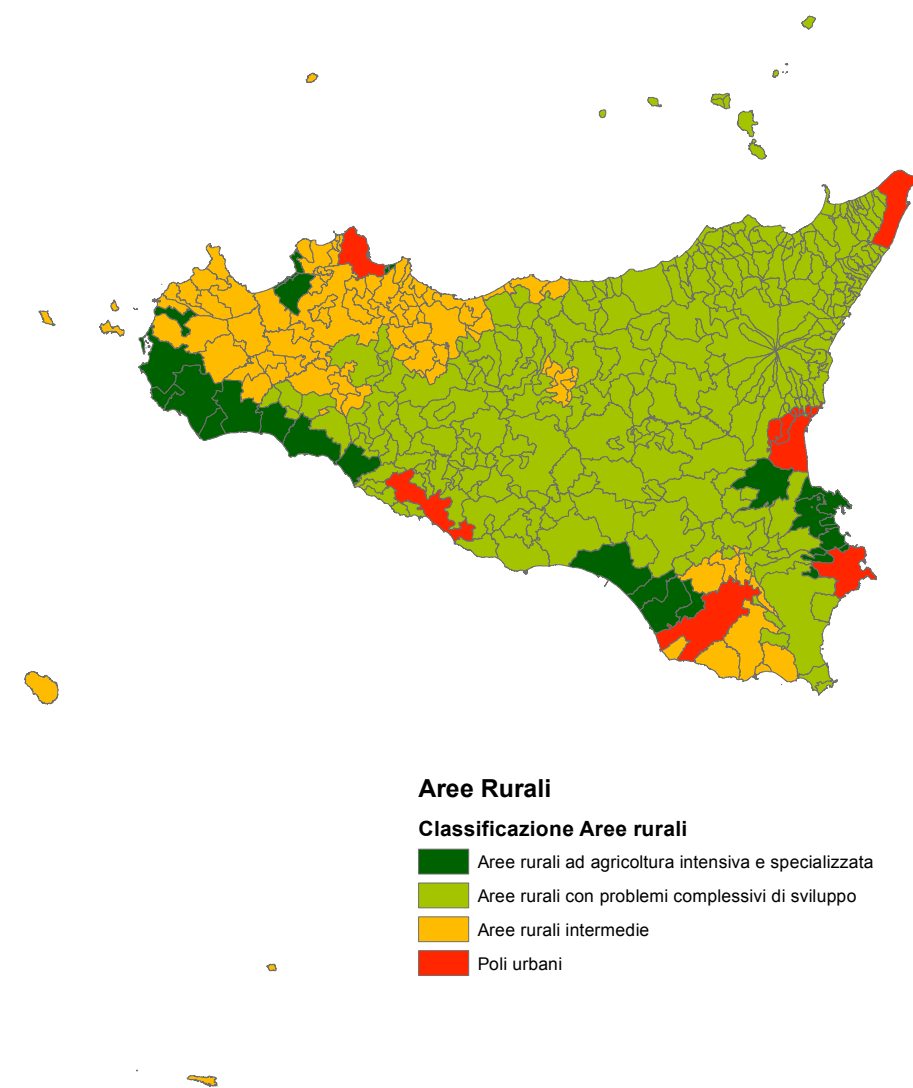 Aree Rurali
Classificazione Aree rurali
Aree rurali ad agricoltura intensiva e specializzata
Aree rurali con problemi complessivi di sviluppo
Aree rurali intermedie
Poli urbani